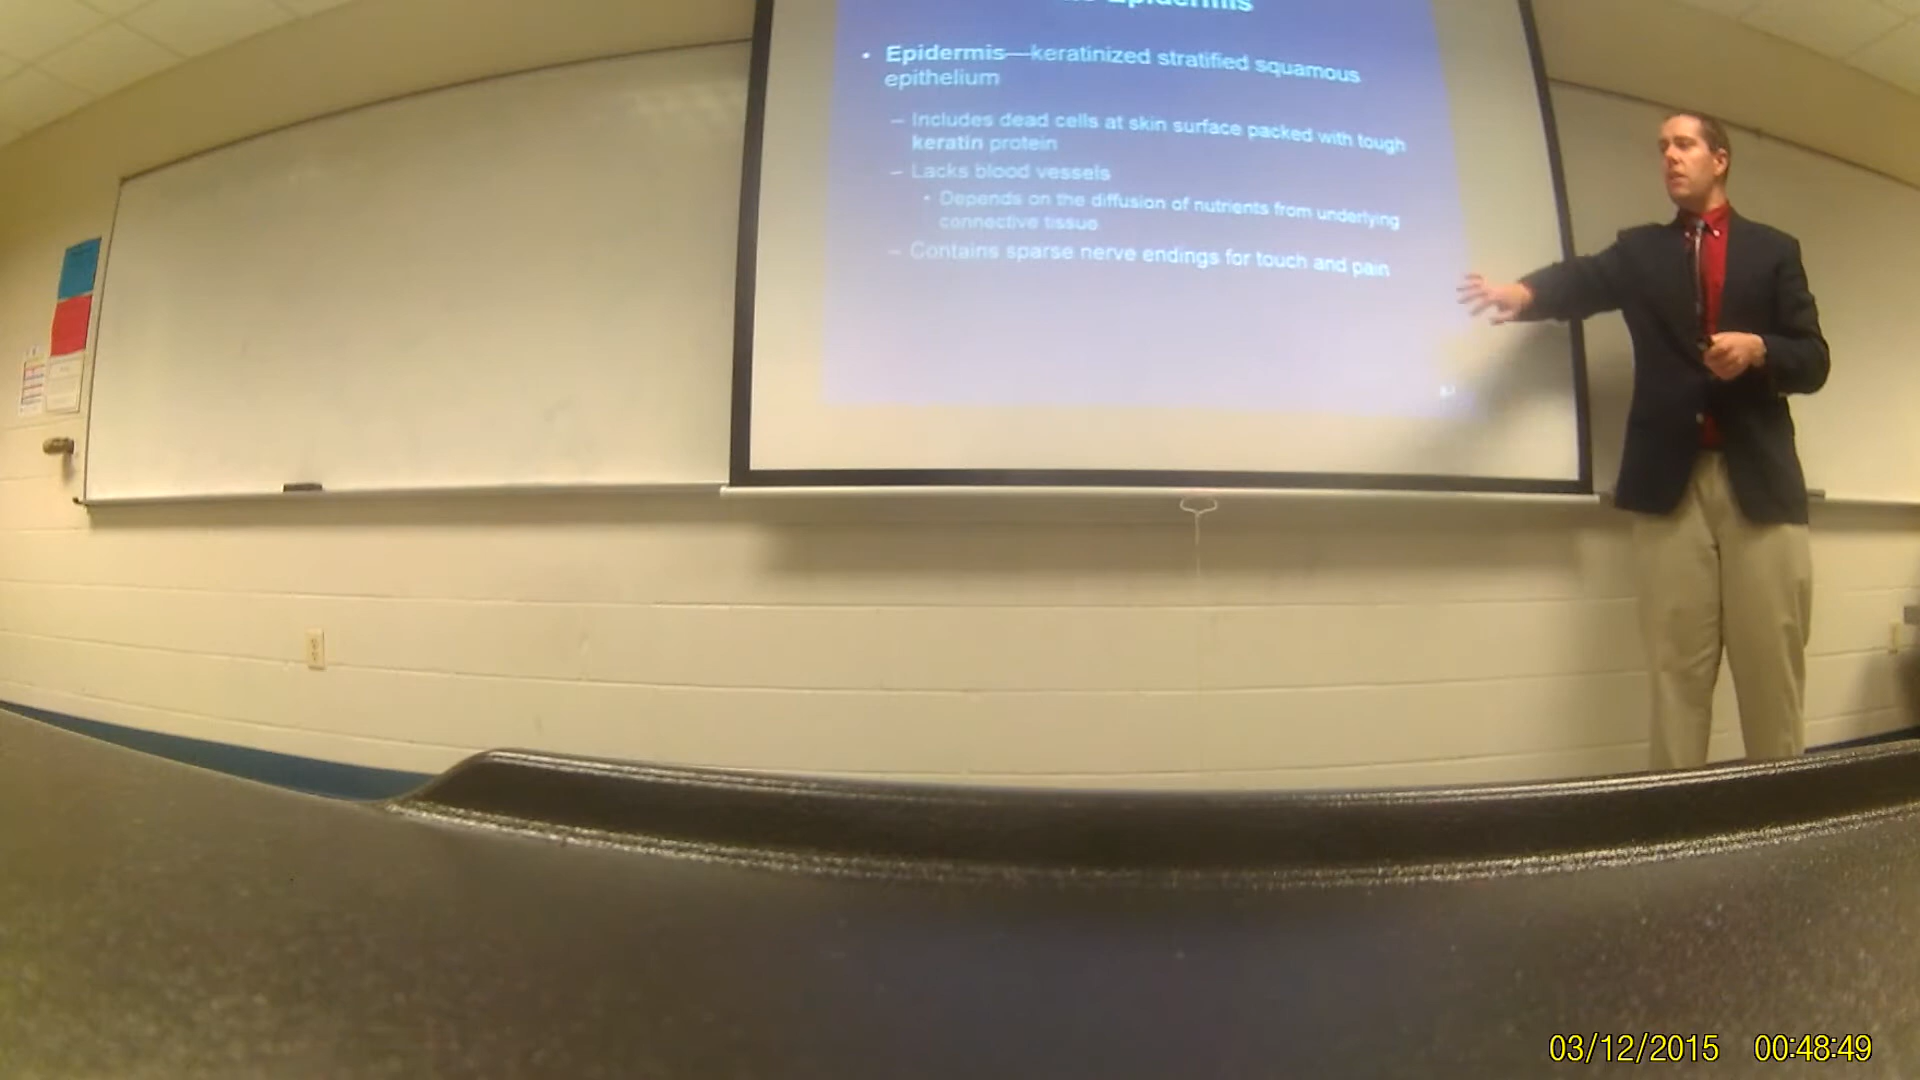 Epidermis
• Epidermis—keratinized stratified squamous
epithelium
– Includes dead cells at skin surface packed with tough
keratin protein
– Lacks blood vessels
• Depends on the diffusion of nutrients from underlying
connective tissue
– Contains sparse nerve endings for touch and pain
03/12/2015 00:48:49